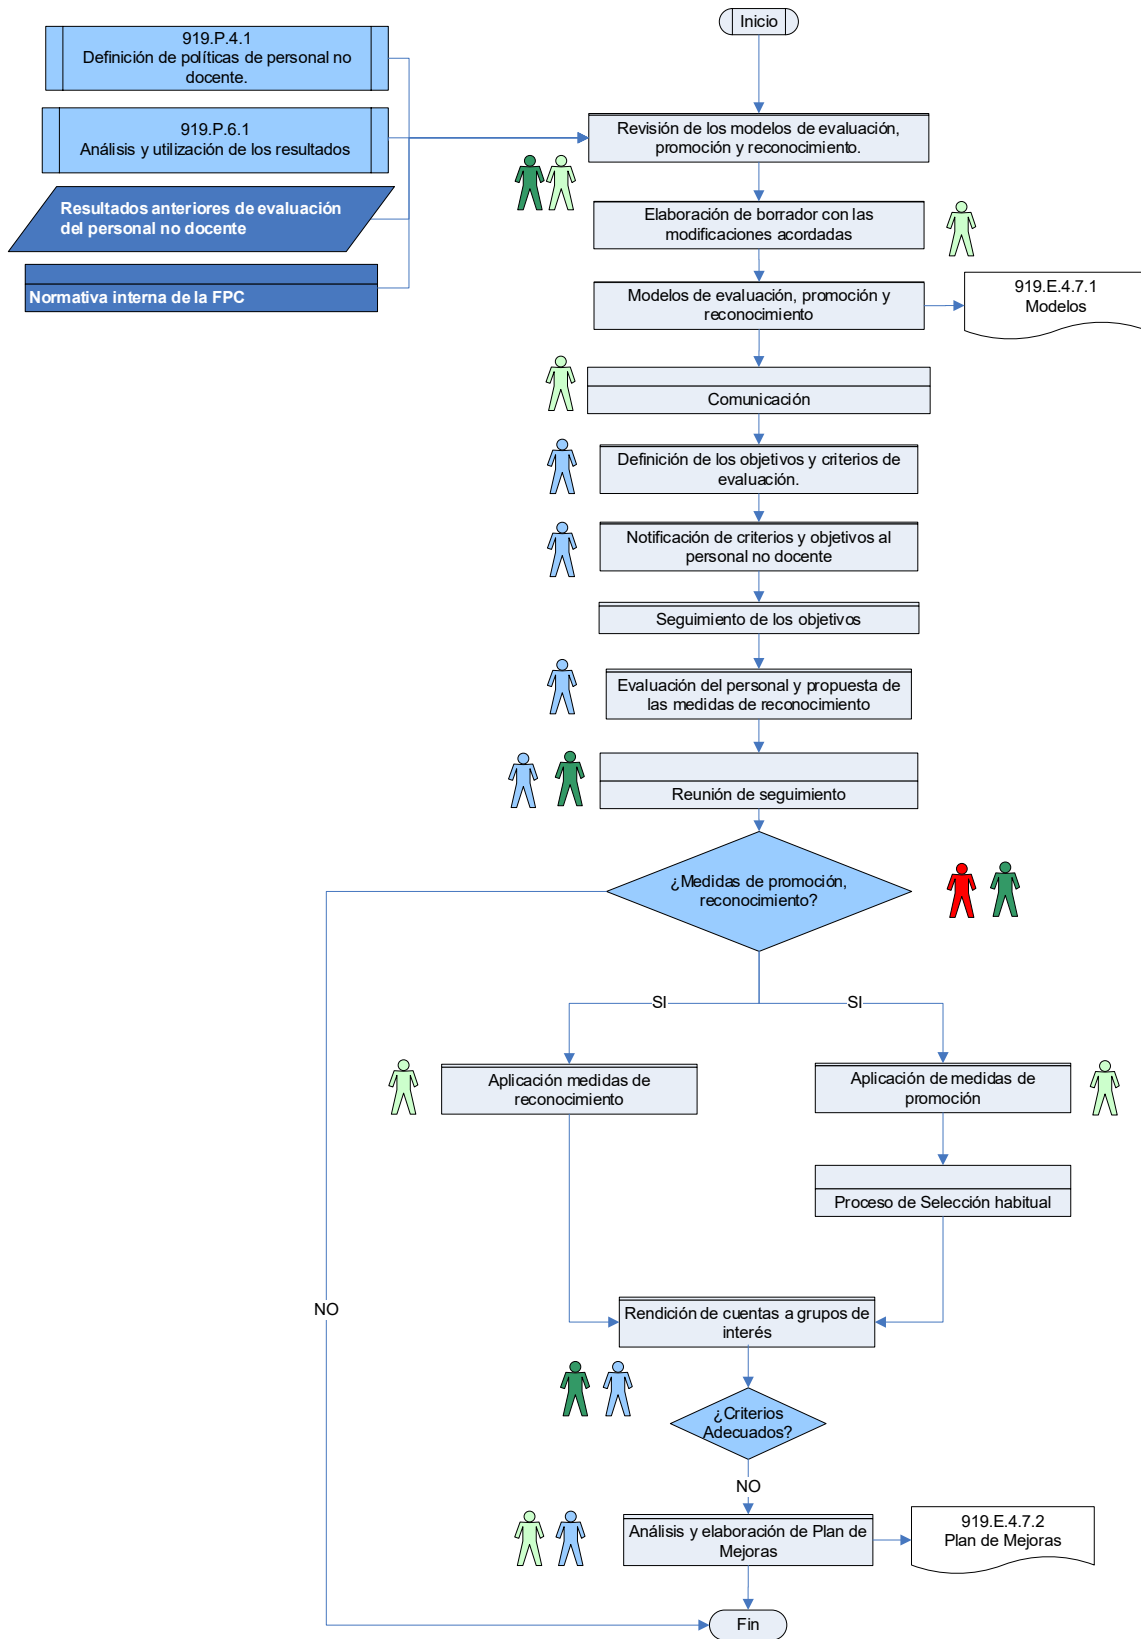 Inicio
919.P.4.1
Definición de políticas de personal no
docente.
919.P.6.1
Análisis y utilización de los resultados
Resultados anteriores de evaluación
del personal no docente
Normativa interna de la FPC
Revisión de los modelos de evaluación,
promoción y reconocimiento.
Elaboración de borrador con las
modificaciones acordadas
Modelos de evaluación, promoción y
reconocimiento
919.E.4.7.1
Modelos
Comunicación
Definición de los objetivos y criterios de
evaluación.
Notificación de criterios y objetivos al
personal no docente
Seguimiento de los objetivos
Evaluación del personal y propuesta de
las medidas de reconocimiento
Reunión de seguimiento
¿Medidas de promoción,
reconocimiento?
SI
SI
Aplicación medidas de
reconocimiento
Aplicación de medidas de
promoción
Proceso de Selección habitual
NO
Rendición de cuentas a grupos de
interés
¿Criterios
Adecuados?
NO
Análisis y elaboración de Plan de
Mejoras
919.E.4.7.2
Plan de Mejoras
Fin